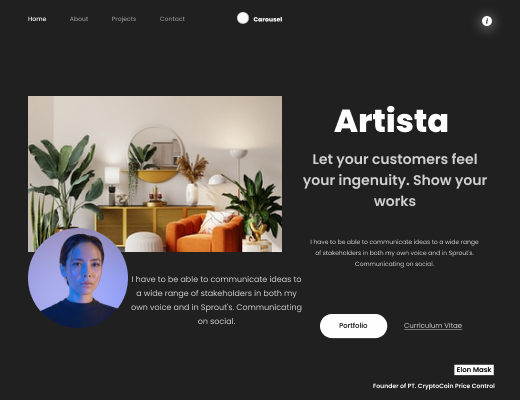 Home About Projects Contact Carousel i
Artista
Let your customers feel
your ingenuity. Show your
works
I have to be able to communicate ideas to a wide range
of stakeholders in both my own voice and in Sprout's.
Communicating on social.
I have to be able to communicate ideas to
a wide range of stakeholders in both my
own voice and in Sprout's. Communicating
on social.
Portfolio Curriculum Vitae
Elon Mask
Founder of PT. CryptoCoin Price Control